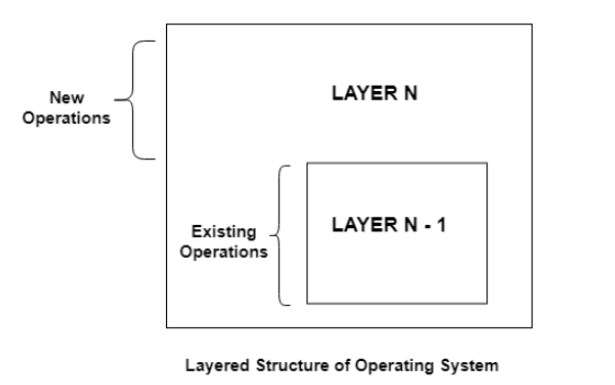 LAYER N
New
Operations
LAYER N - 1
Existing
Operations
Layered Structure of Operating System